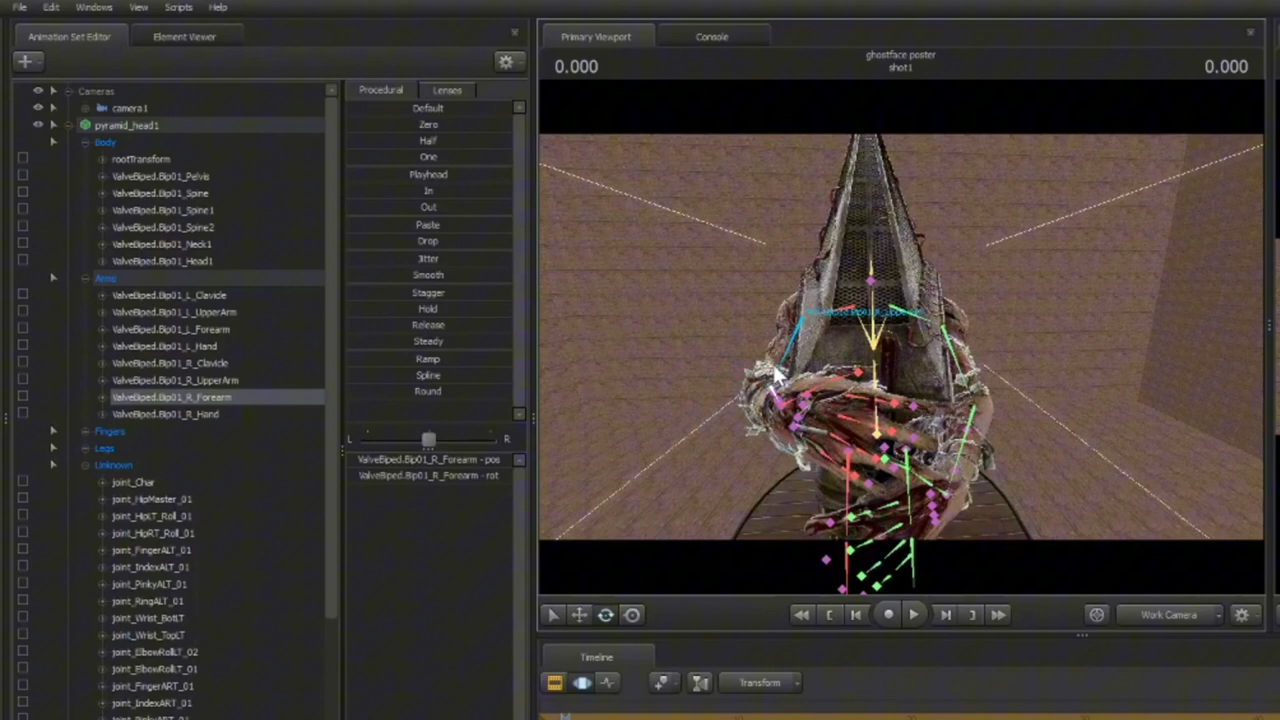 File Edit Windows View Scripts Help
Animation Set Editor
Element Viewer
Cameras
camera1
pyramid_head1
Body
rootTransform
ValveBiped.Bip01_Pelvis
ValveBiped.Bip01_Spine
ValveBiped.Bip01_Spine1
ValveBiped.Bip01_Spine2
ValveBiped.Bip01_Neck1
ValveBiped.Bip01_Head1
Arms
ValveBiped.Bip01_L_Clavicle
ValveBiped.Bip01_L_UpperArm
ValveBiped.Bip01_L_Forearm
ValveBiped.Bip01_L_Hand
ValveBiped.Bip01_R_Clavicle
ValveBiped.Bip01_R_UpperArm
ValveBiped.Bip01_R_Forearm
ValveBiped.Bip01_R_Hand
Fingers
Legs
Unknown
joint_Char
joint_HipMaster_01
joint_HipLT_Roll_01
joint_HipRT_Roll_01
joint_FingerALT_01
joint_IndexALT_01
joint_PinkyALT_01
joint_RingALT_01
joint_Wrist_BotLT
joint_Wrist_TopLT
joint_ElbowRollLT_02
joint_ElbowRollLT_01
joint_FingerART_01
joint_IndexART_01
joint_PinkyART_01
Procedural
Lenses
Default
Zero
Half
One
Playhead
In
Out
Paste
Drop
Jitter
Smooth
Stagger
Hold
Release
Steady
Ramp
Spline
Round
L R
ValveBiped.Bip01_R_Forearm - pos
ValveBiped.Bip01_R_Forearm - rot
Primary Viewport
Console
0.000
ghostface poster
shot1
0.000
Work Camera
Timeline
Transform